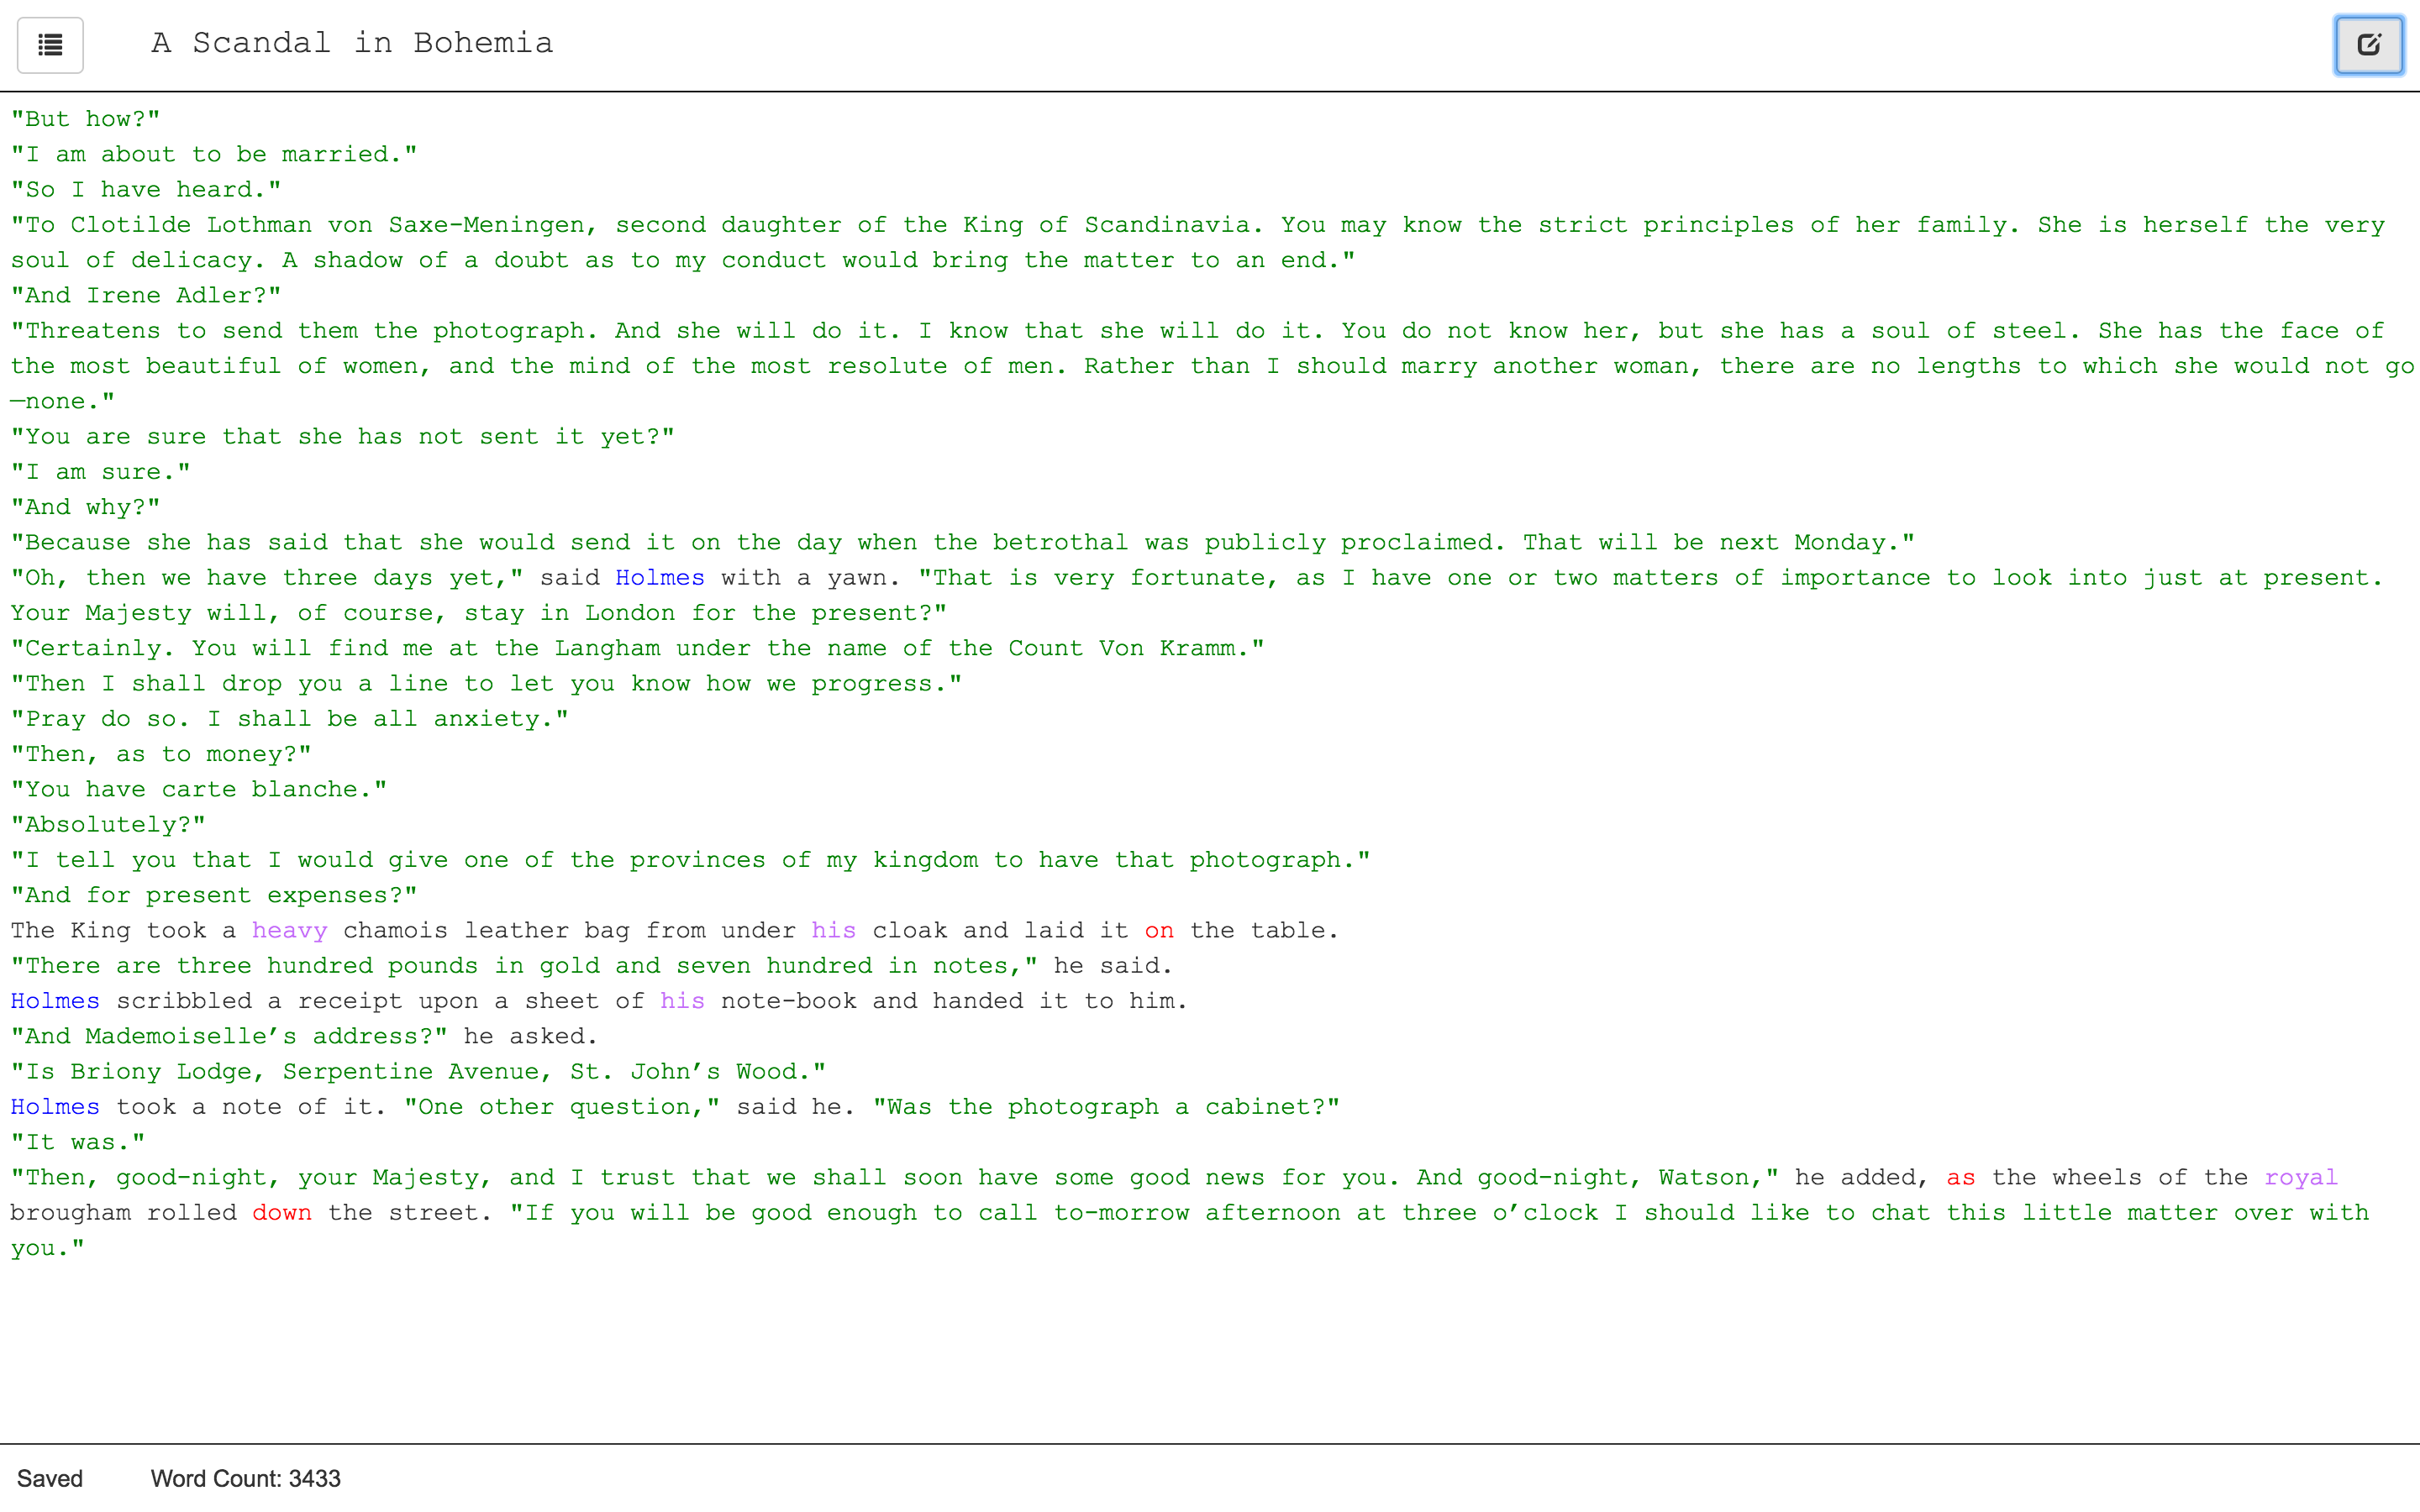 A Scandal in Bohemia
"But how?"
"I am about to be married."
"So I have heard."
"To Clotilde Lothman von Saxe-Meningen, second daughter of the King of Scandinavia. You may know the strict principles of her family. She is herself the very
soul of delicacy. A shadow of a doubt as to my conduct would bring the matter to an end."
"And Irene Adler?"
"Threatens to send them the photograph. And she will do it. I know that she will do it. You do not know her, but she has a soul of steel. She has the face of
the most beautiful of women, and the mind of the most resolute of men. Rather than I should marry another woman, there are no lengths to which she would not go
—none."
"You are sure that she has not sent it yet?"
"I am sure."
"And why?"
"Because she has said that she would send it on the day when the betrothal was publicly proclaimed. That will be next Monday."
"Oh, then we have three days yet," said Holmes with a yawn. "That is very fortunate, as I have one or two matters of importance to look into just at present.
Your Majesty will, of course, stay in London for the present?"
"Certainly. You will find me at the Langham under the name of the Count Von Kramm."
"Then I shall drop you a line to let you know how we progress."
"Pray do so. I shall be all anxiety."
"Then, as to money?"
"You have carte blanche."
"Absolutely?"
"I tell you that I would give one of the provinces of my kingdom to have that photograph."
"And for present expenses?"
The King took a heavy chamois leather bag from under his cloak and laid it on the table.
"There are three hundred pounds in gold and seven hundred in notes," he said.
Holmes scribbled a receipt upon a sheet of his note-book and handed it to him.
"And Mademoiselle’s address?" he asked.
"Is Briony Lodge, Serpentine Avenue, St. John’s Wood."
Holmes took a note of it. "One other question," said he. "Was the photograph a cabinet?"
"It was."
"Then, good-night, your Majesty, and I trust that we shall soon have some good news for you. And good-night, Watson," he added, as the wheels of the royal
brougham rolled down the street. "If you will be good enough to call to-morrow afternoon at three o’clock I should like to chat this little matter over with
you."
Saved Word Count: 3433